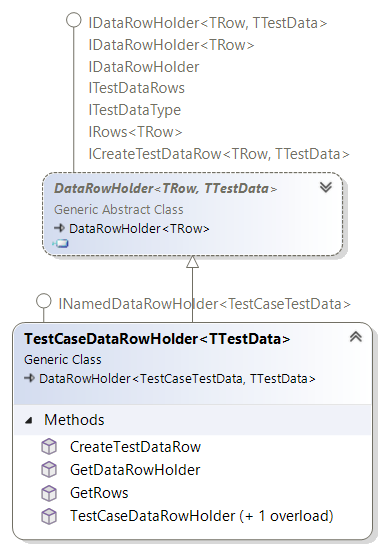 IDataRowHolder<TRow, TTestData>
IDataRowHolder<TRow>
IDataRowHolder
ITestDataRows
ITestDataType
IRows<TRow>
ICreateTestDataRow<TRow, TTestData>
DataRowHolder<TRow, TTestData>
Generic Abstract Class
DataRowHolder<TRow>
INamedDataRowHolder<TestCaseTestData>
TestCaseDataRowHolder<TTestData>
Generic Class
DataRowHolder<TestCaseTestData, TTestData>
Methods
CreateTestDataRow
GetDataRowHolder
GetRows
TestCaseDataRowHolder (+ 1 overload)